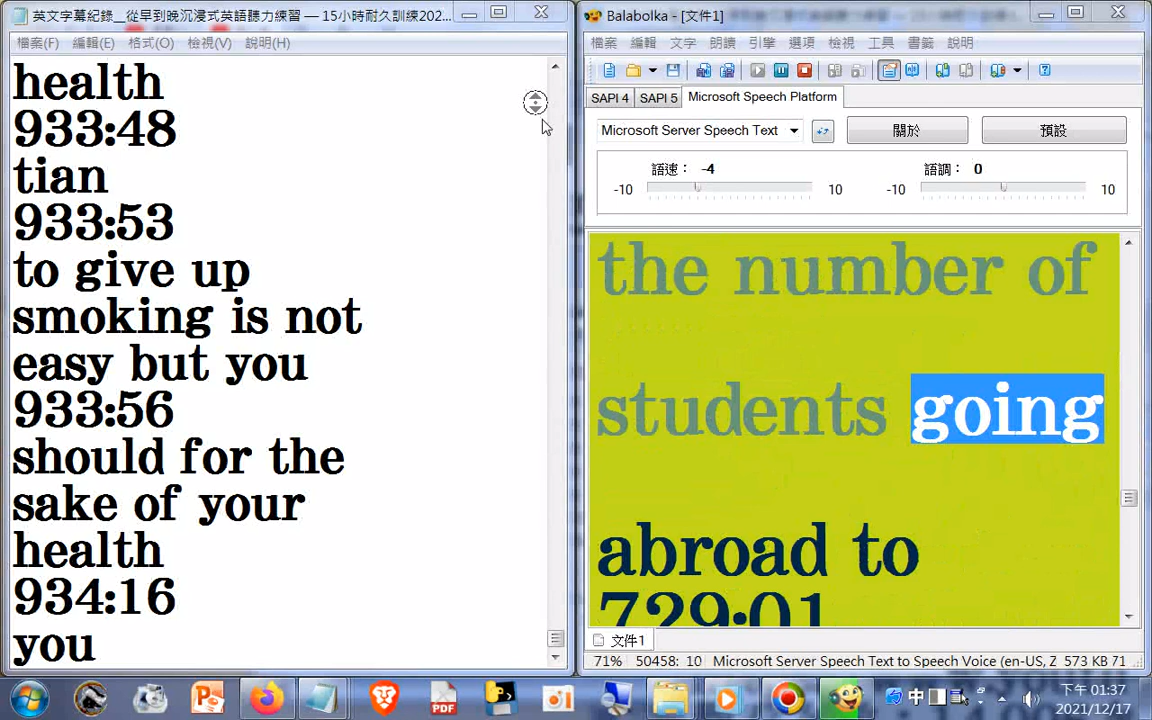 英文字幕紀錄__從早到晚沉浸式英語聽力練習 — 15小時耐久訓練202...
檔案(F) 編輯(E) 格式(O) 檢視(V) 說明(H)
health
933:48
tian
933:53
to give up
smoking is not
easy but you
933:56
should for the
sake of your
health
934:16
you
Balabolka - [文件1]
檔案 編輯 文字 朗讀 引擎 選項 檢視 工具 書籤 說明
SAPI 4 SAPI 5 Microsoft Speech Platform
Microsoft Server Speech Text 關於 預設
語速： -4 語調： 0
-10 10 -10 10
the number of
students going
abroad to
729:01
文件1
71% 50458: 10 Microsoft Server Speech Text to Speech Voice (en-US, Z 573 KB 71
PDF 中 下午 01:37
2021/12/17